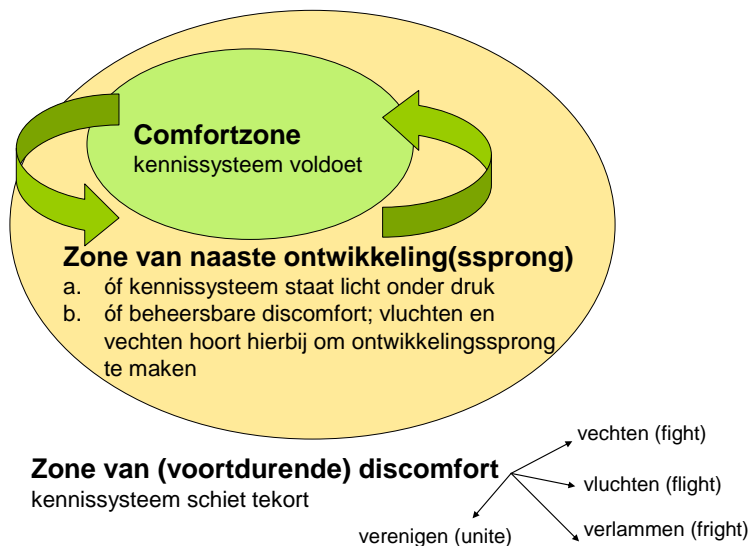 Comfortzone
kennissysteem voldoet
Zone van naaste ontwikkeling(ssprong)
a. óf kennissysteem staat licht onder druk
b. óf beheersbare discomfort; vluchten en
vechten hoort hierbij om ontwikkelingssprong
te maken
vechten (fight)
Zone van (voortdurende) discomfort
kennissysteem schiet tekort
vluchten (flight)
verlammen (fright)
verenigen (unite)